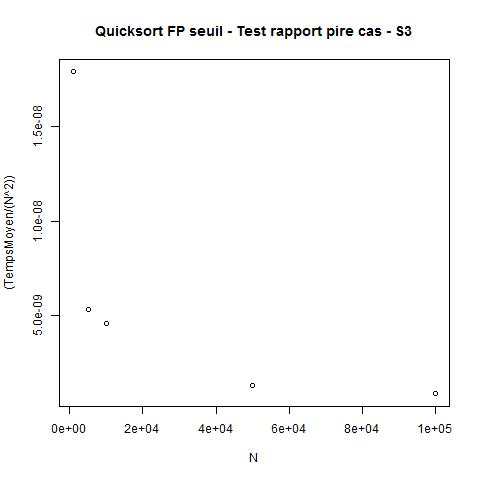 Quicksort FP seuil - Test rapport pire cas - S3
(TempsMoyen/(N^2))
1.5e-08
1.0e-08
5.0e-09
0e+00 2e+04 4e+04 6e+04 8e+04 1e+05
N